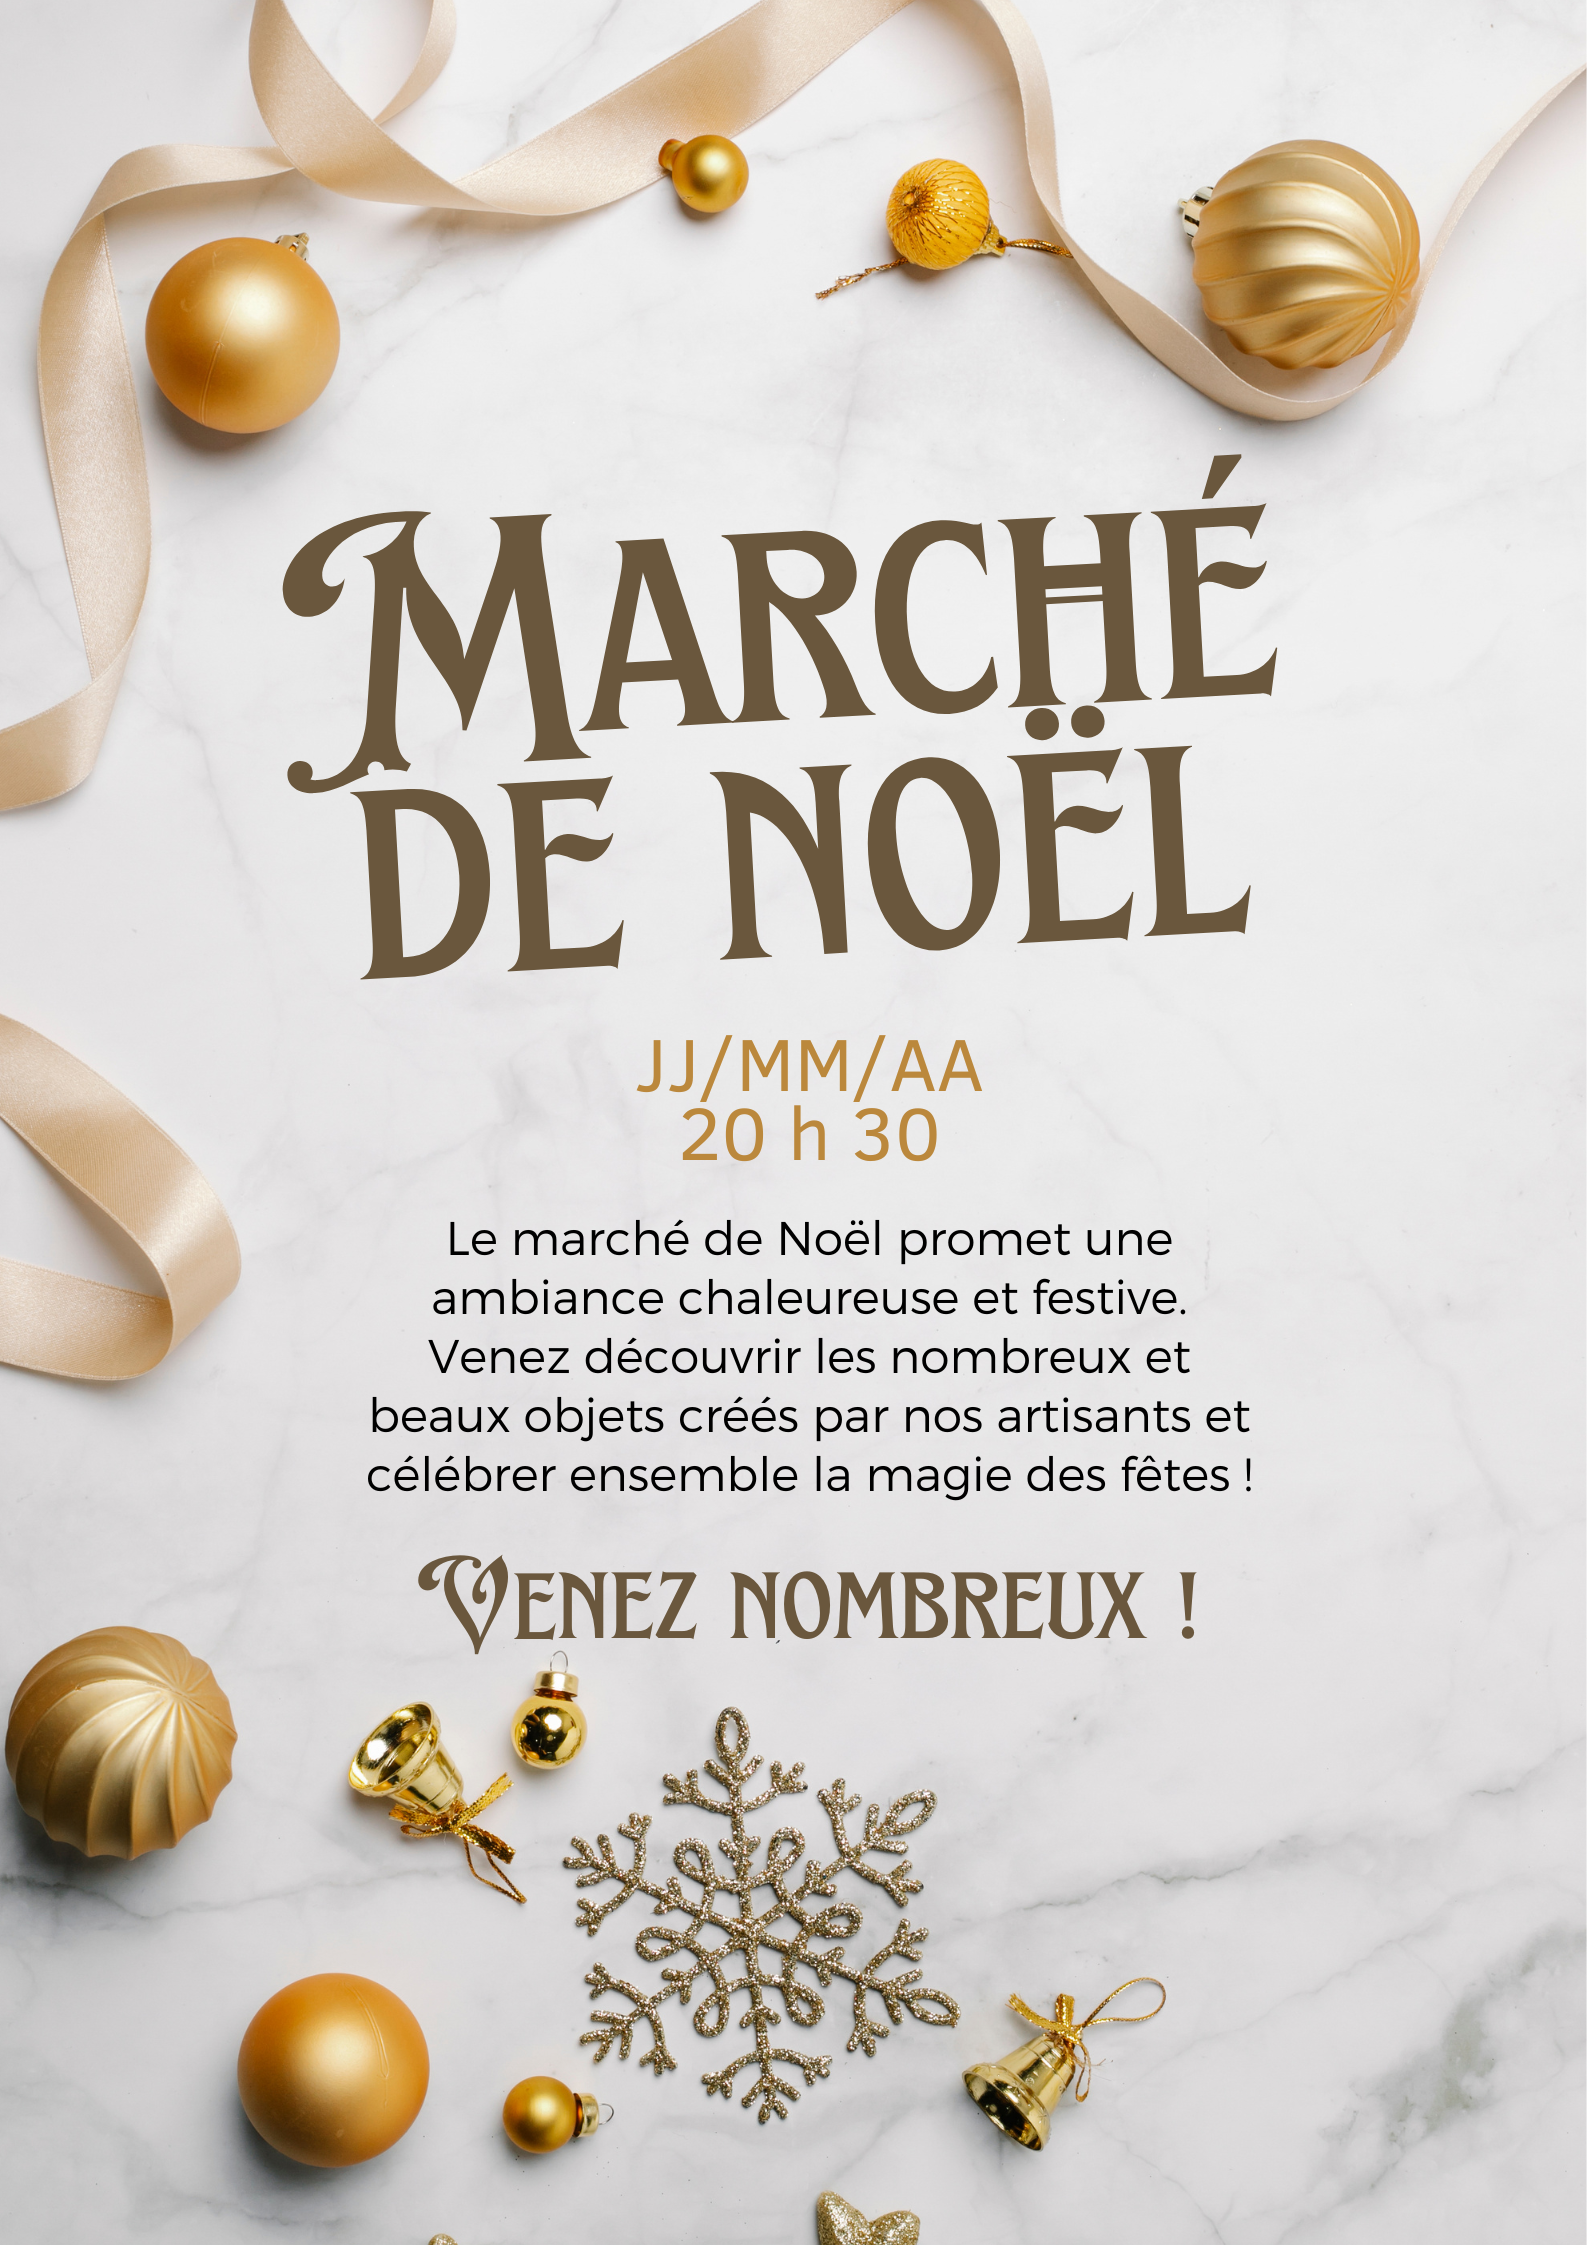 MARCHÉ
DE NOËL
JJ/MM/AA
20 h 30
Le marché de Noël promet une
ambiance chaleureuse et festive.
Venez découvrir les nombreux et
beaux objets créés par nos artisants et
célébrer ensemble la magie des fêtes !
VENEZ NOMBREUX !